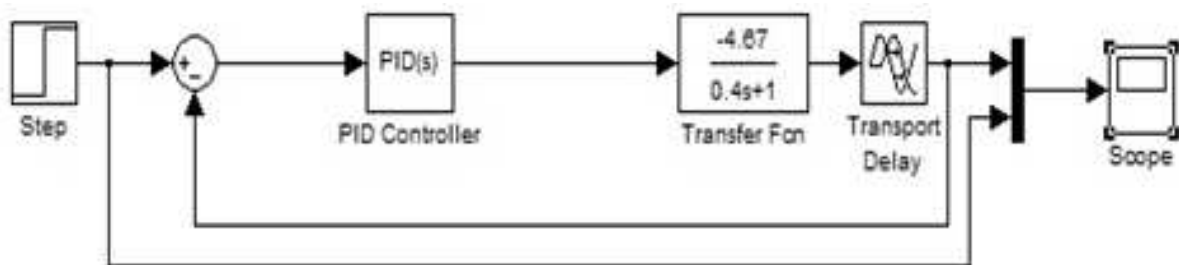 Step
+
-
PID(s)
PID Controller
-4.67
0.4s+1
Transfer Fcn
Transport
Delay
Scope